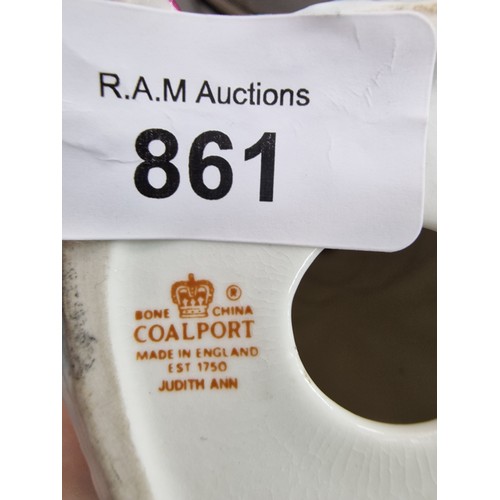 R.A.M Auctions
861
BONE CHINA ®
COALPORT
MADE IN ENGLAND
EST 1750
JUDITH ANN